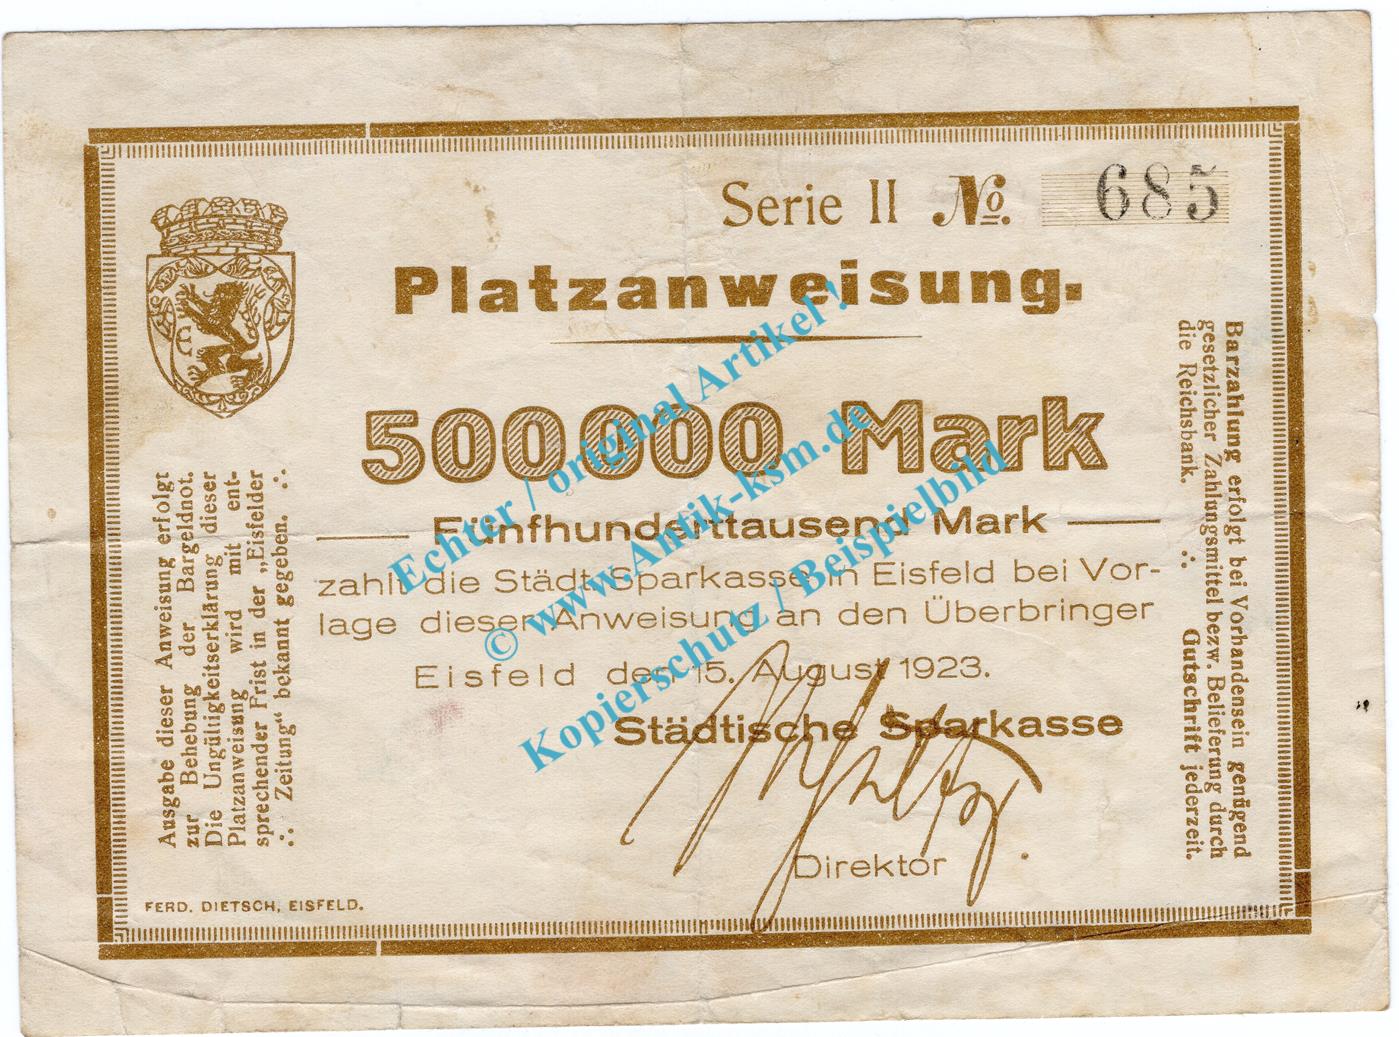 Serie II No. 685
Platzanweisung.
500000 Mark
Fünfhunderttausend Mark
zahlt die Städt. Sparkasse in Eisfeld bei Vor-
lage dieser Anweisung an den Überbringer
Eisfeld den 15. August 1923.
Städtische Sparkasse
Direktor
Ausgabe dieser Anweisung erfolgt
zur Behebung der Bargeldnot.
Die Ungültigkeitserklärung dieser
Platzanweisung wird mit ent-
sprechender Frist in der „Eisfelder
∴ Zeitung“ bekannt gegeben. ∴
Barzahlung erfolgt bei Vorhandensein genügend
gesetzlicher Zahlungsmittel bezw. Belieferung durch
die Reichsbank. ∴ Gutschrift jederzeit.
FERD. DIETSCH, EISFELD.
Echter / original Artikel !
© www.Antik-ksm.de
Kopierschutz / Beispielbild